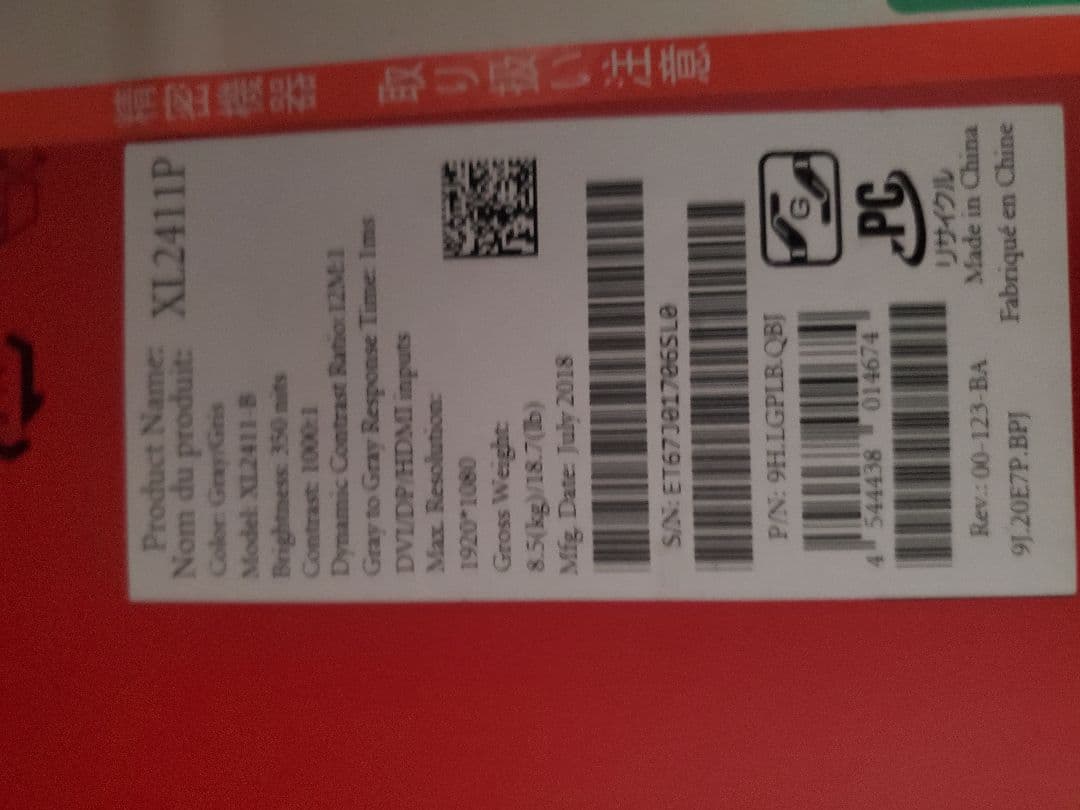 精密機器 取り扱い注意
Product Name: XL2411P
Nom du produit:
Color: Gray/Gris
Model: XL2411-B
Brightness: 350 nits
Contrast: 1000:1
Dynamic Contrast Ratio:12M:1
Gray to Gray Response Time: 1ms
DVI/DP/HDMI inputs
Max. Resolution:
1920*1080
Gross Weight:
8.5(kg)/18.7(lb)
Mfg. Date: July 2018
S/N: ET67J01706SL0
P/N: 9H.LGPLB.QBJ
G
4 544438 014674
PC
リサイクル
Rev.: 00-123-BA Made in China
9J.20E7P.BPJ Fabriqué en Chine